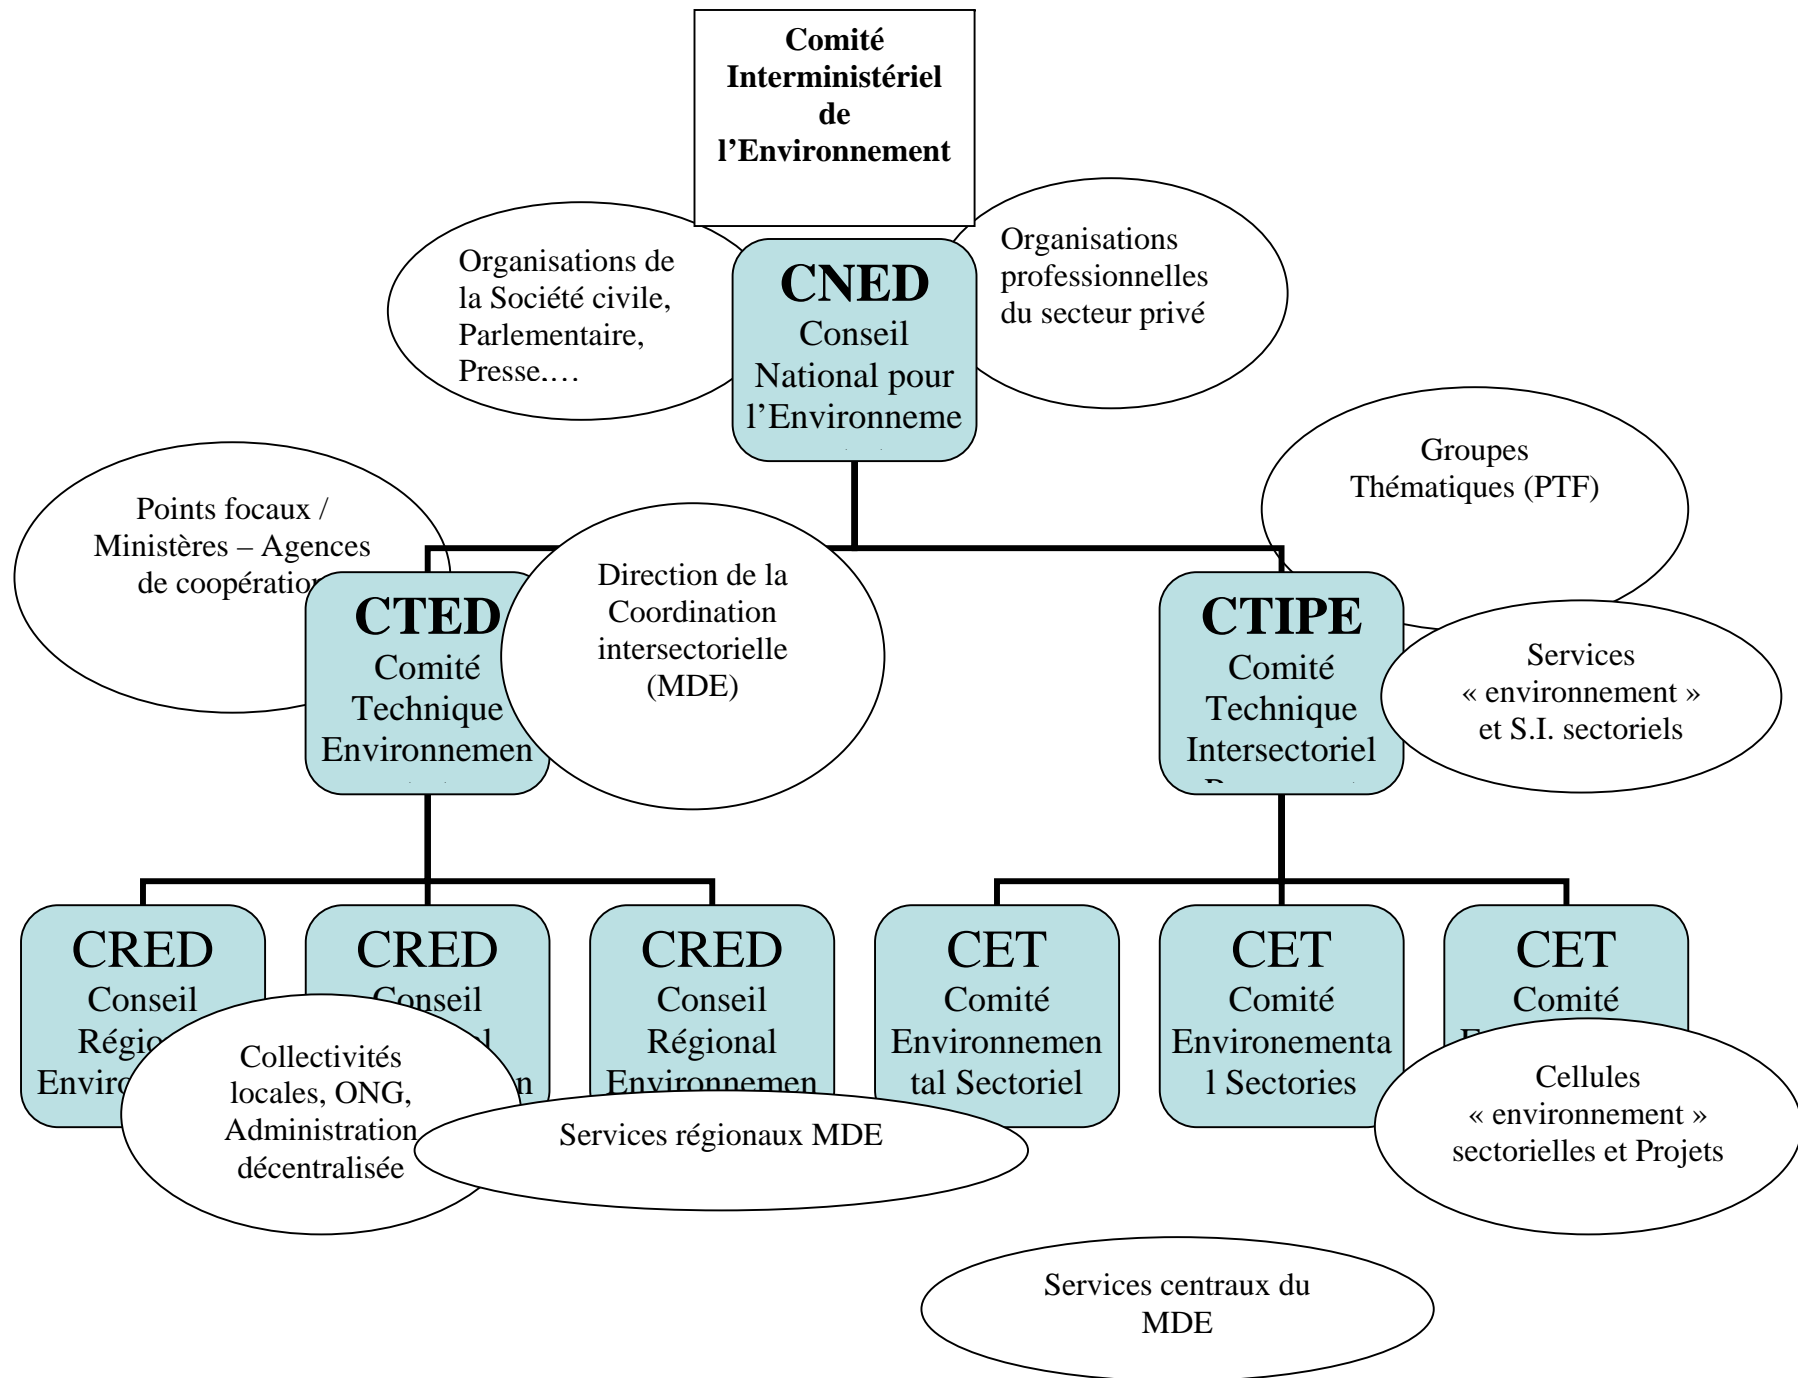 Comité
Interministériel
de
l’Environnement
Organisations de
la Société civile,
Parlementaire,
Presse,…
CNED
Conseil
National pour
l’Environneme
Organisations
professionnelles
du secteur privé
Groupes
Thématiques (PTF)
Points focaux /
Ministères – Agences
de coopération
CTED
Comité
Technique
Environnemen
Direction de la
Coordination
intersectorielle
(MDE)
CTIPE
Comité
Technique
Intersectoriel
Services
« environnement »
et S.I. sectoriels
CRED
Conseil
Régio
Enviro
CRED
Conseil
CRED
Conseil
Régional
Environnemen
CET
Comité
Environnemen
tal Sectoriel
CET
Comité
Environementa
l Sectories
CET
Comité
Collectivités
locales, ONG,
Administration
décentralisée
Services régionaux MDE
Cellules
« environnement »
sectorielles et Projets
Services centraux du
MDE